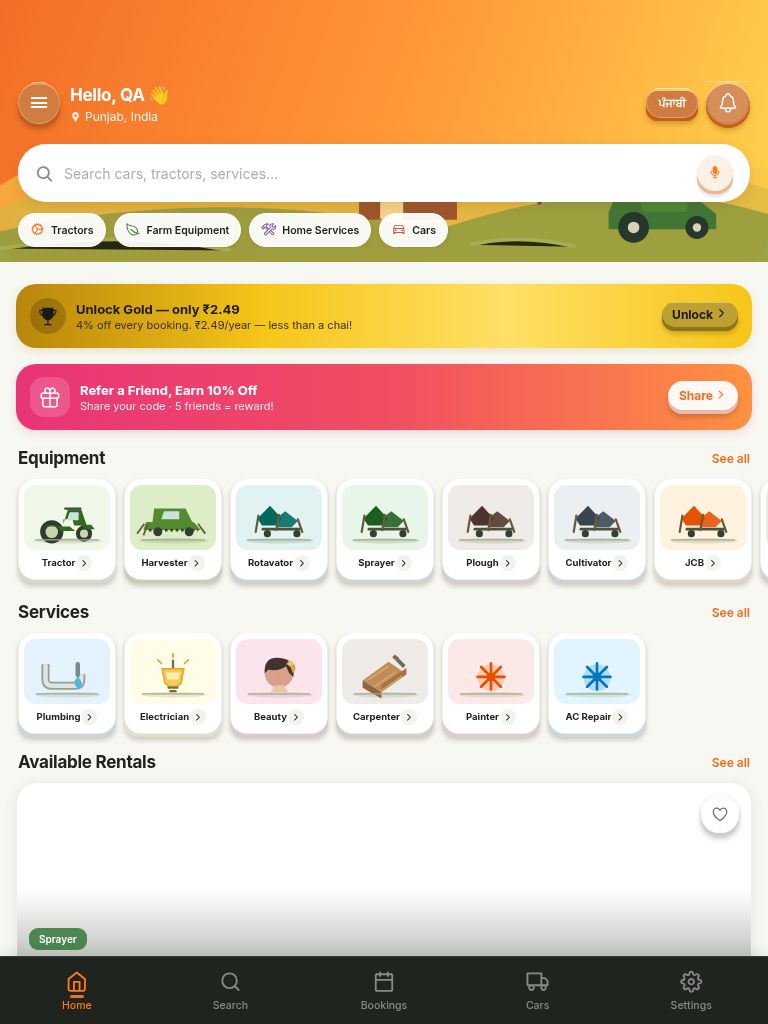 Hello, QA 👋
Punjab, India
ਪੰਜਾਬੀ
Search cars, tractors, services...
Tractors
Farm Equipment
Home Services
Cars
Unlock Gold — only ₹2.49
4% off every booking. ₹2.49/year — less than a chai!
Unlock
Refer a Friend, Earn 10% Off
Share your code · 5 friends = reward!
Share
Equipment
See all
Tractor
Harvester
Rotavator
Sprayer
Plough
Cultivator
JCB
Services
See all
Plumbing
Electrician
Beauty
Carpenter
Painter
AC Repair
Available Rentals
See all
Sprayer
Home
Search
Bookings
Cars
Settings